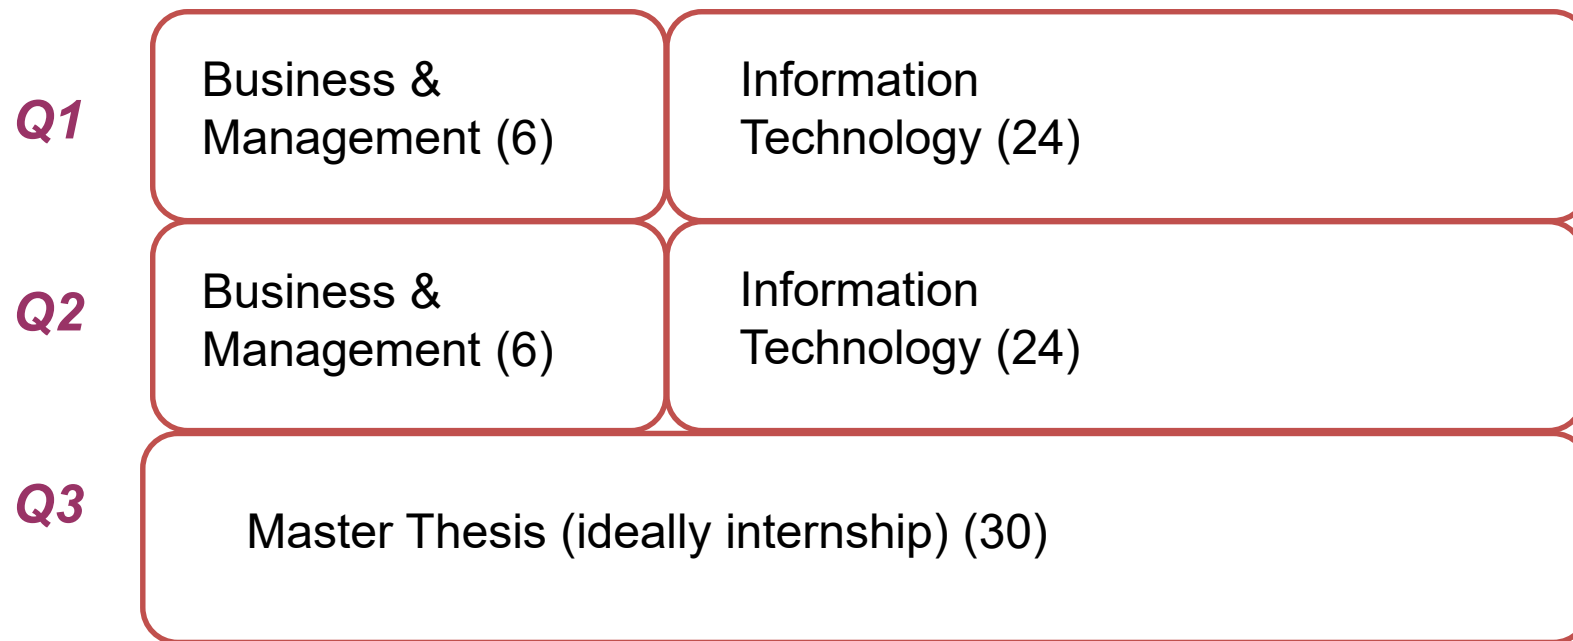 Q1
Business &
Management (6)
Information
Technology (24)
Q2
Business &
Management (6)
Information
Technology (24)
Q3
Master Thesis (ideally internship) (30)